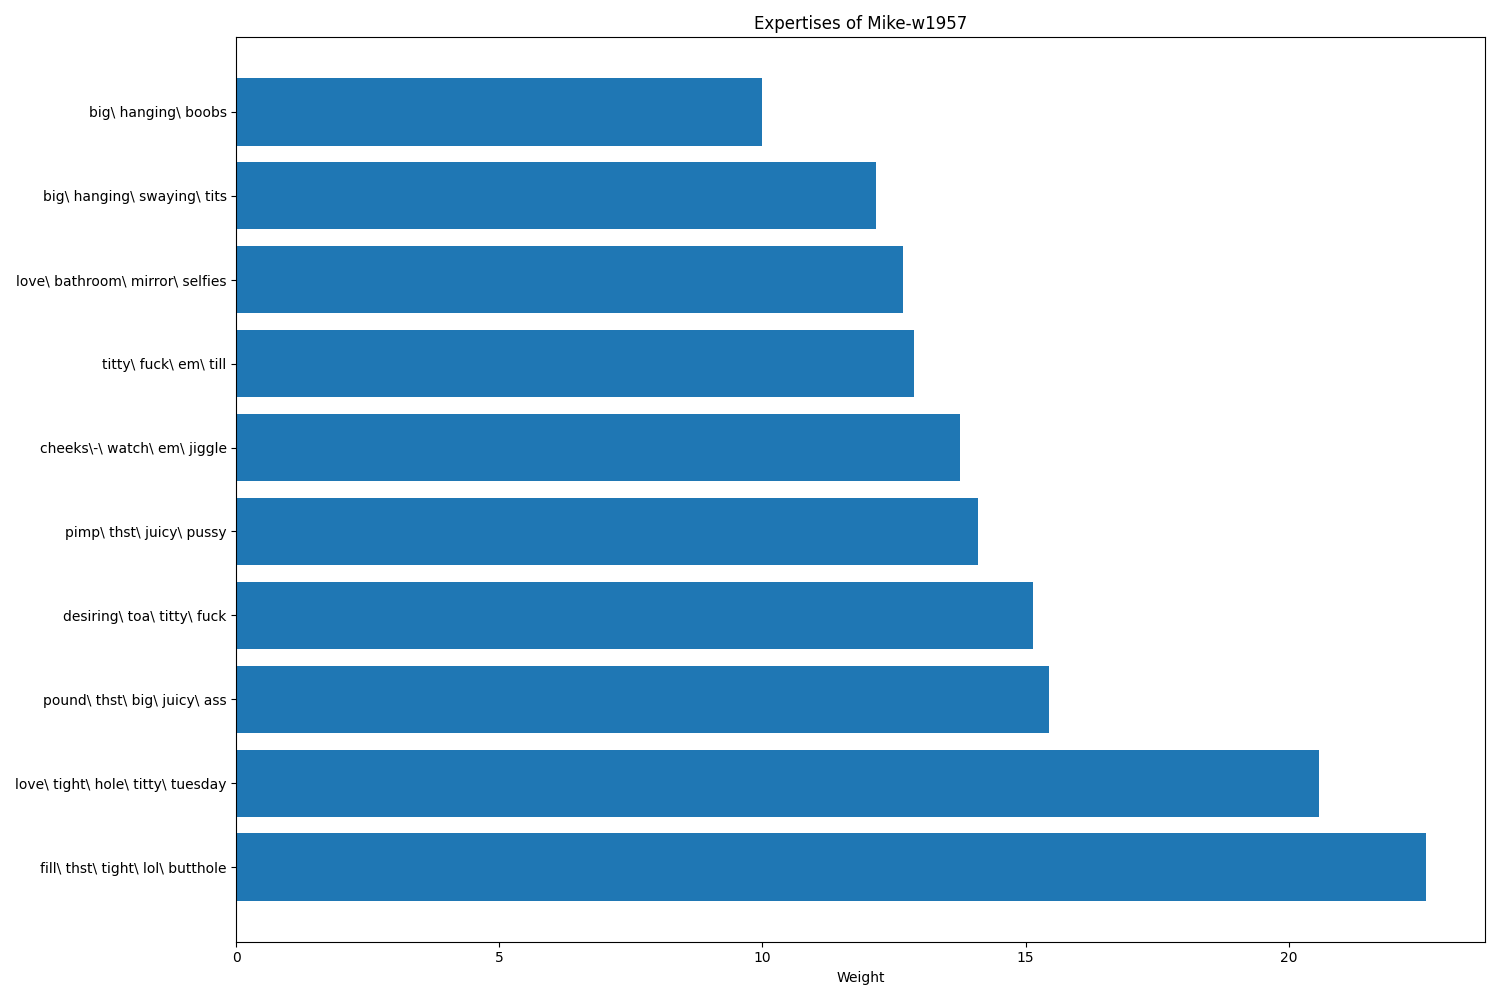 Expertises of Mike-w1957
big\ hanging\ boobs
big\ hanging\ swaying\ tits
love\ bathroom\ mirror\ selfies
titty\ fuck\ em\ till
cheeks\-\ watch\ em\ jiggle
pimp\ thst\ juicy\ pussy
desiring\ toa\ titty\ fuck
pound\ thst\ big\ juicy\ ass
love\ tight\ hole\ titty\ tuesday
fill\ thst\ tight\ lol\ butthole
0 5 10 15 20
Weight